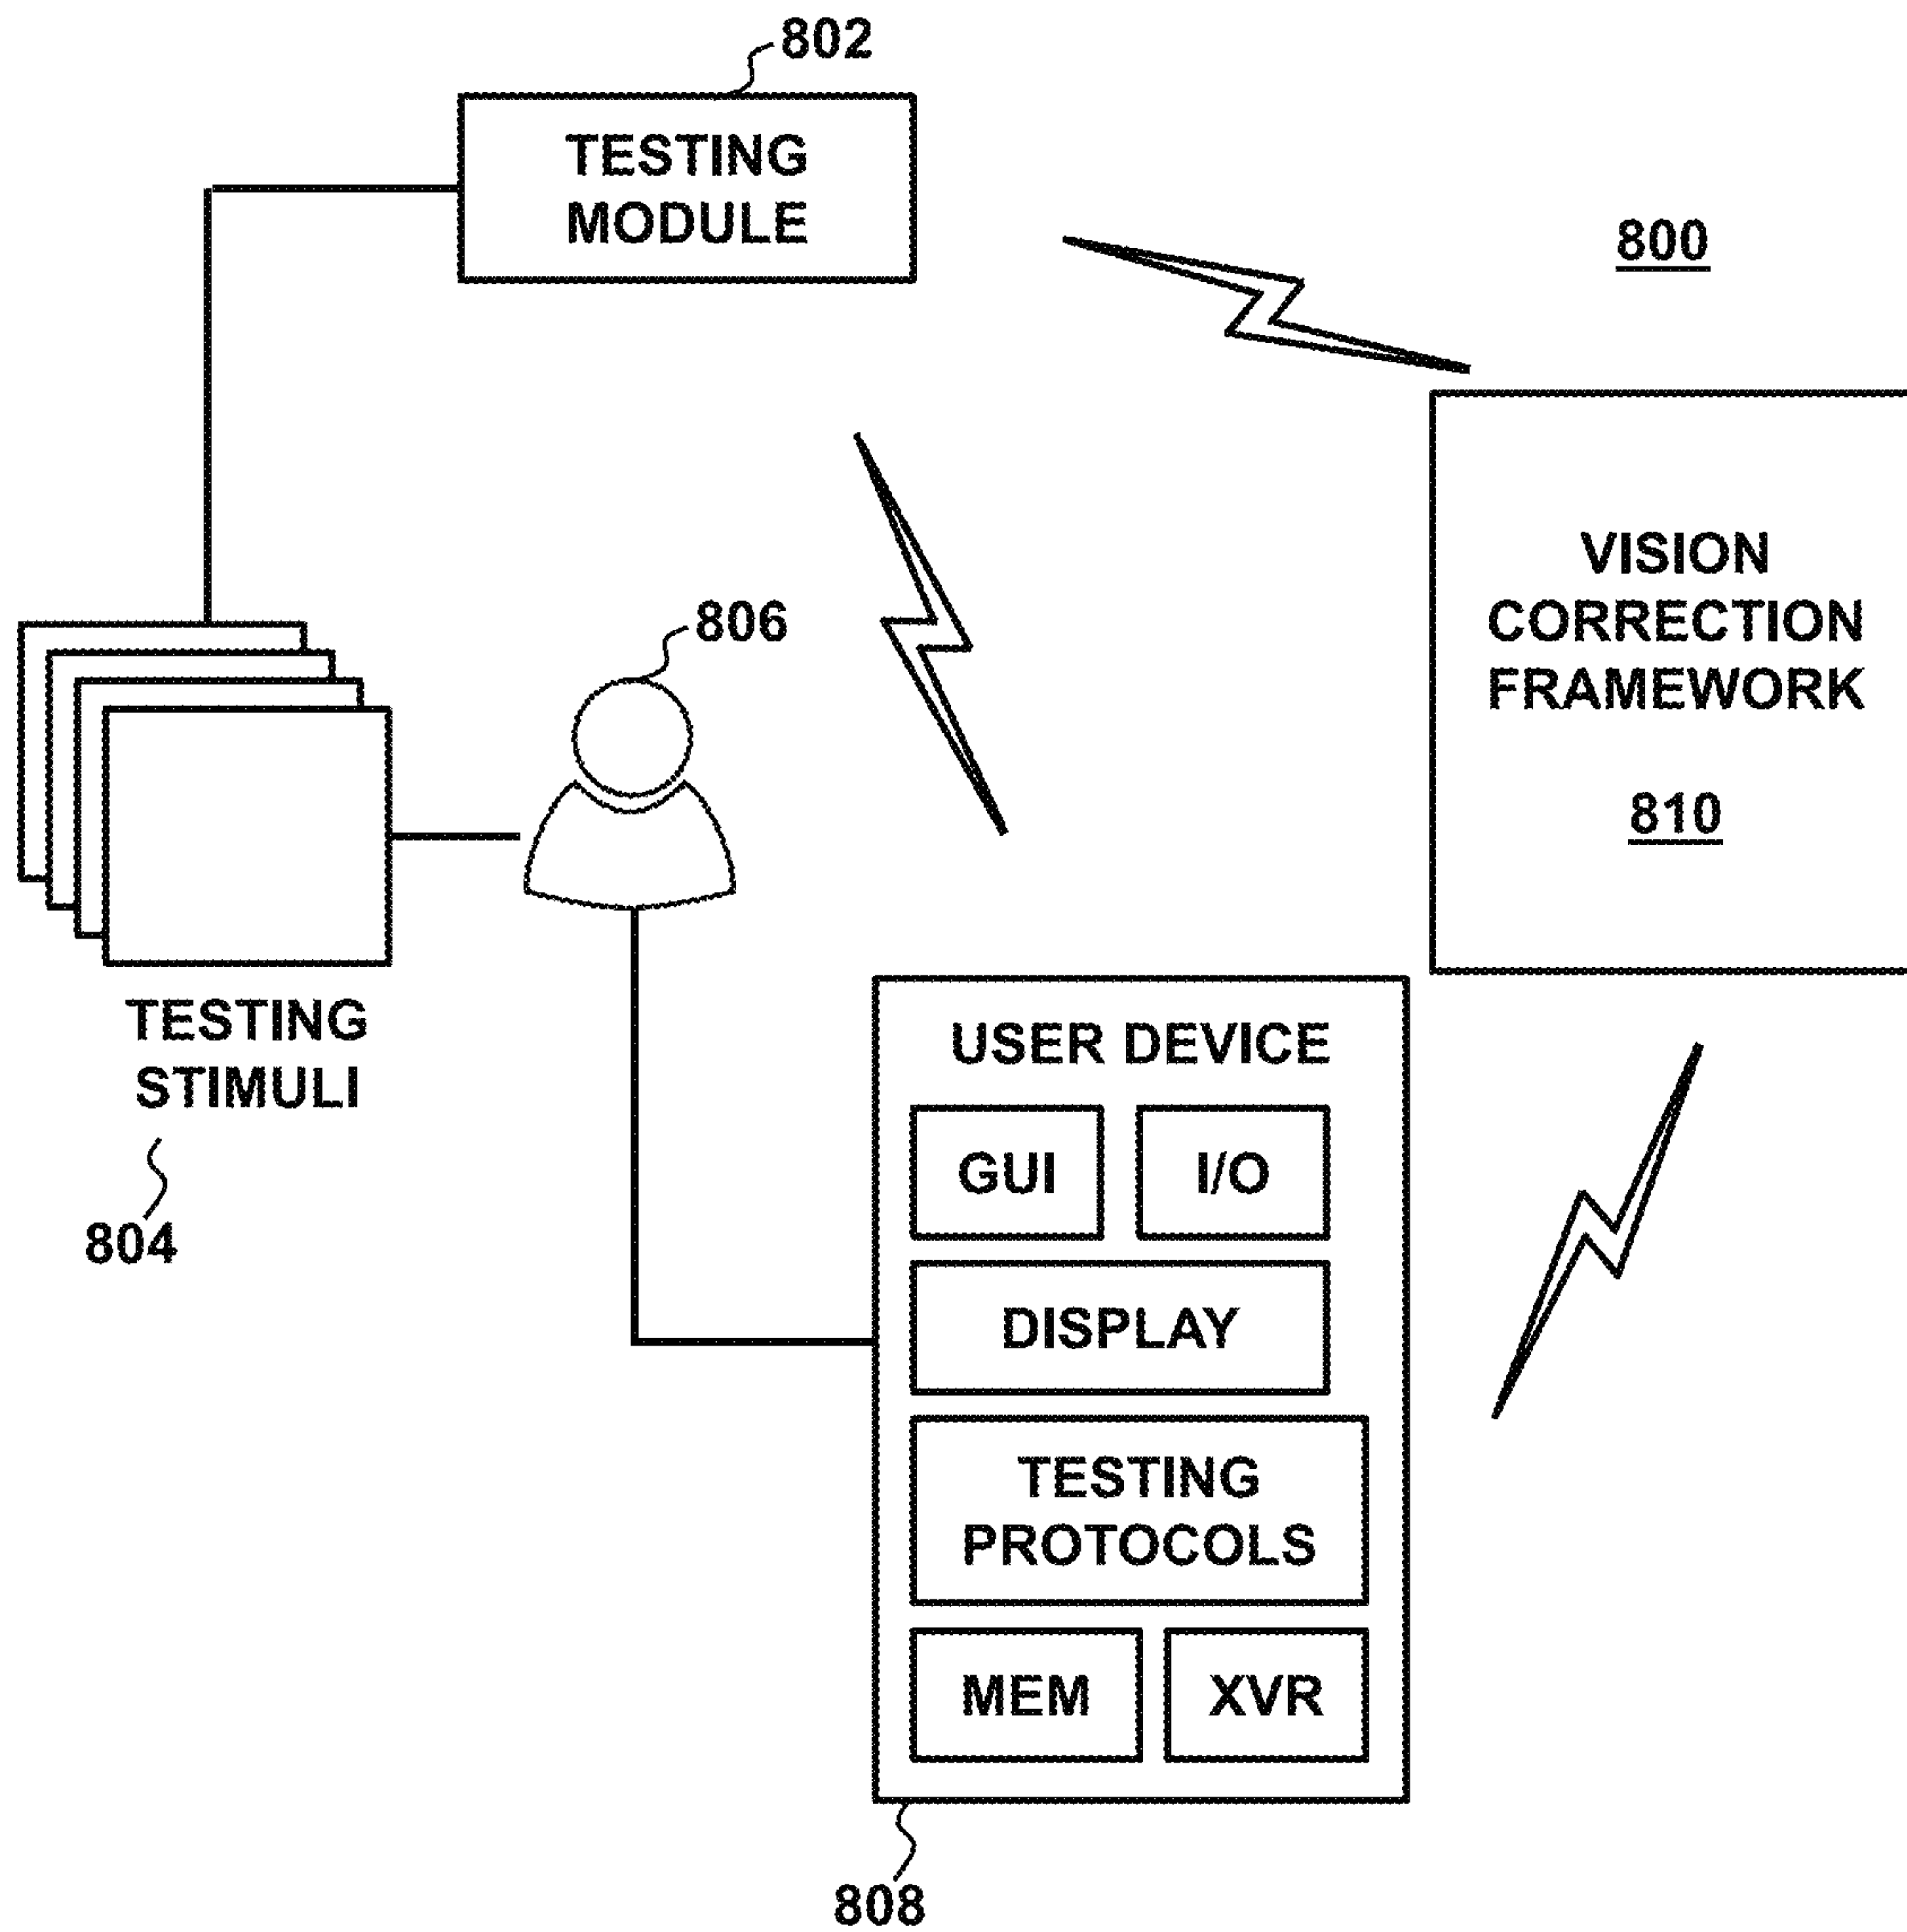 802
TESTING
MODULE
800
VISION
CORRECTION
FRAMEWORK
810
806
TESTING
STIMULI
804
USER DEVICE
GUI
I/O
DISPLAY
TESTING
PROTOCOLS
MEM
XVR
808